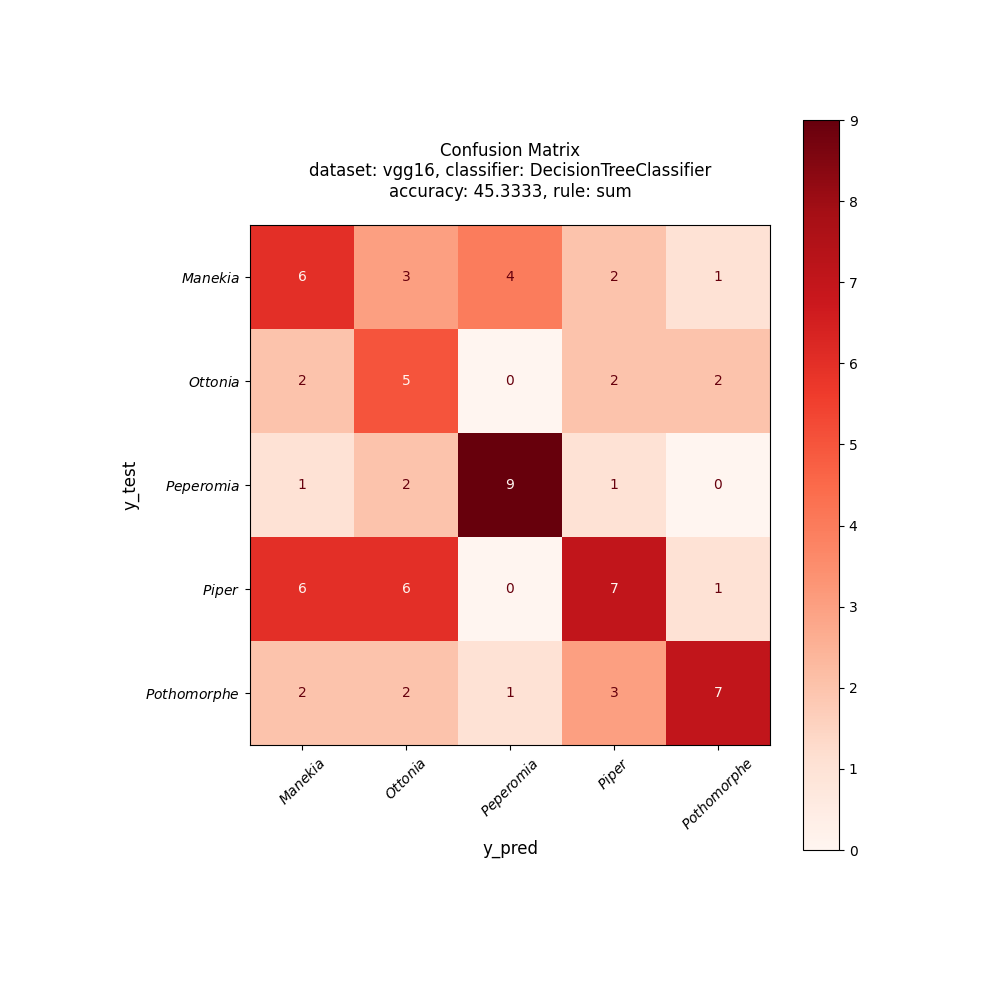 Confusion Matrix
dataset: vgg16, classifier: DecisionTreeClassifier
accuracy: 45.3333, rule: sum
y_test
Manekia 6 3 4 2 1
Ottonia 2 5 0 2 2
Peperomia 1 2 9 1 0
Piper 6 6 0 7 1
Pothomorphe 2 2 1 3 7
Manekia Ottonia Peperomia Piper Pothomorphe
y_pred
9
8
7
6
5
4
3
2
1
0